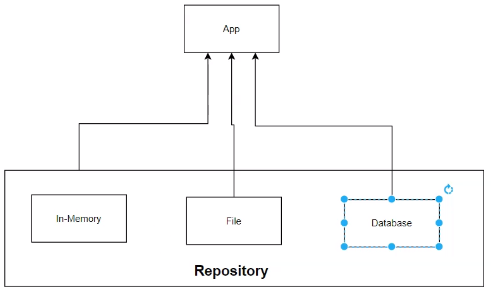 App
In-Memory
File
Database
Repository